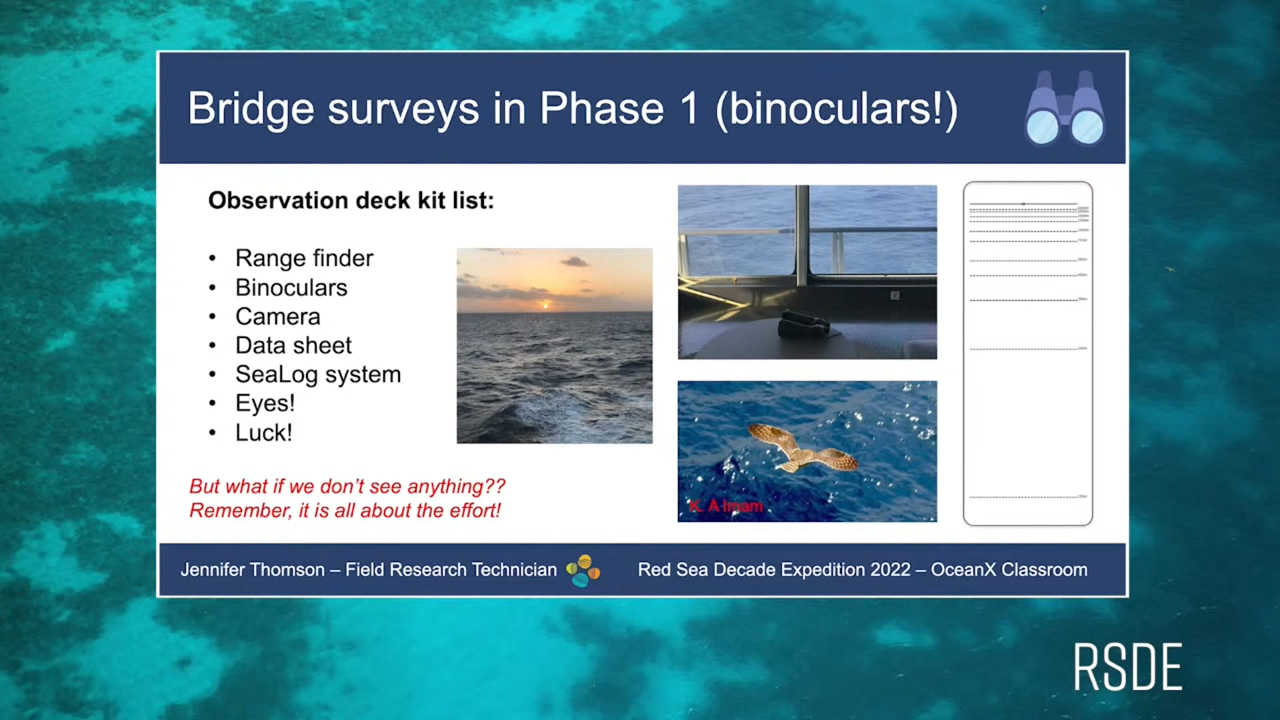 Bridge surveys in Phase 1 (binoculars!)
Observation deck kit list:
• Range finder
• Binoculars
• Camera
• Data sheet
• SeaLog system
• Eyes!
• Luck!
But what if we don't see anything??
Remember, it is all about the effort!
K. AlImam
Jennifer Thomson – Field Research Technician
Red Sea Decade Expedition 2022 – OceanX Classroom
RSDE